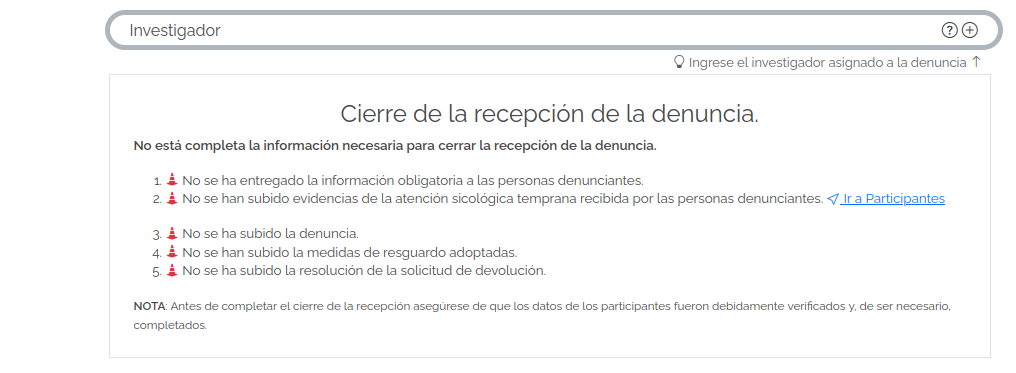 Investigador
Ingrese el investigador asignado a la denuncia ↑
Cierre de la recepción de la denuncia.
No está completa la información necesaria para cerrar la recepción de la denuncia.
1. No se ha entregado la información obligatoria a las personas denunciantes.
2. No se han subido evidencias de la atención sicológica temprana recibida por las personas denunciantes. Ir a Participantes
3. No se ha subido la denuncia.
4. No se han subido la medidas de resguardo adoptadas.
5. No se ha subido la resolución de la solicitud de devolución.
NOTA: Antes de completar el cierre de la recepción asegúrese de que los datos de los participantes fueron debidamente verificados y, de ser necesario,
completados.